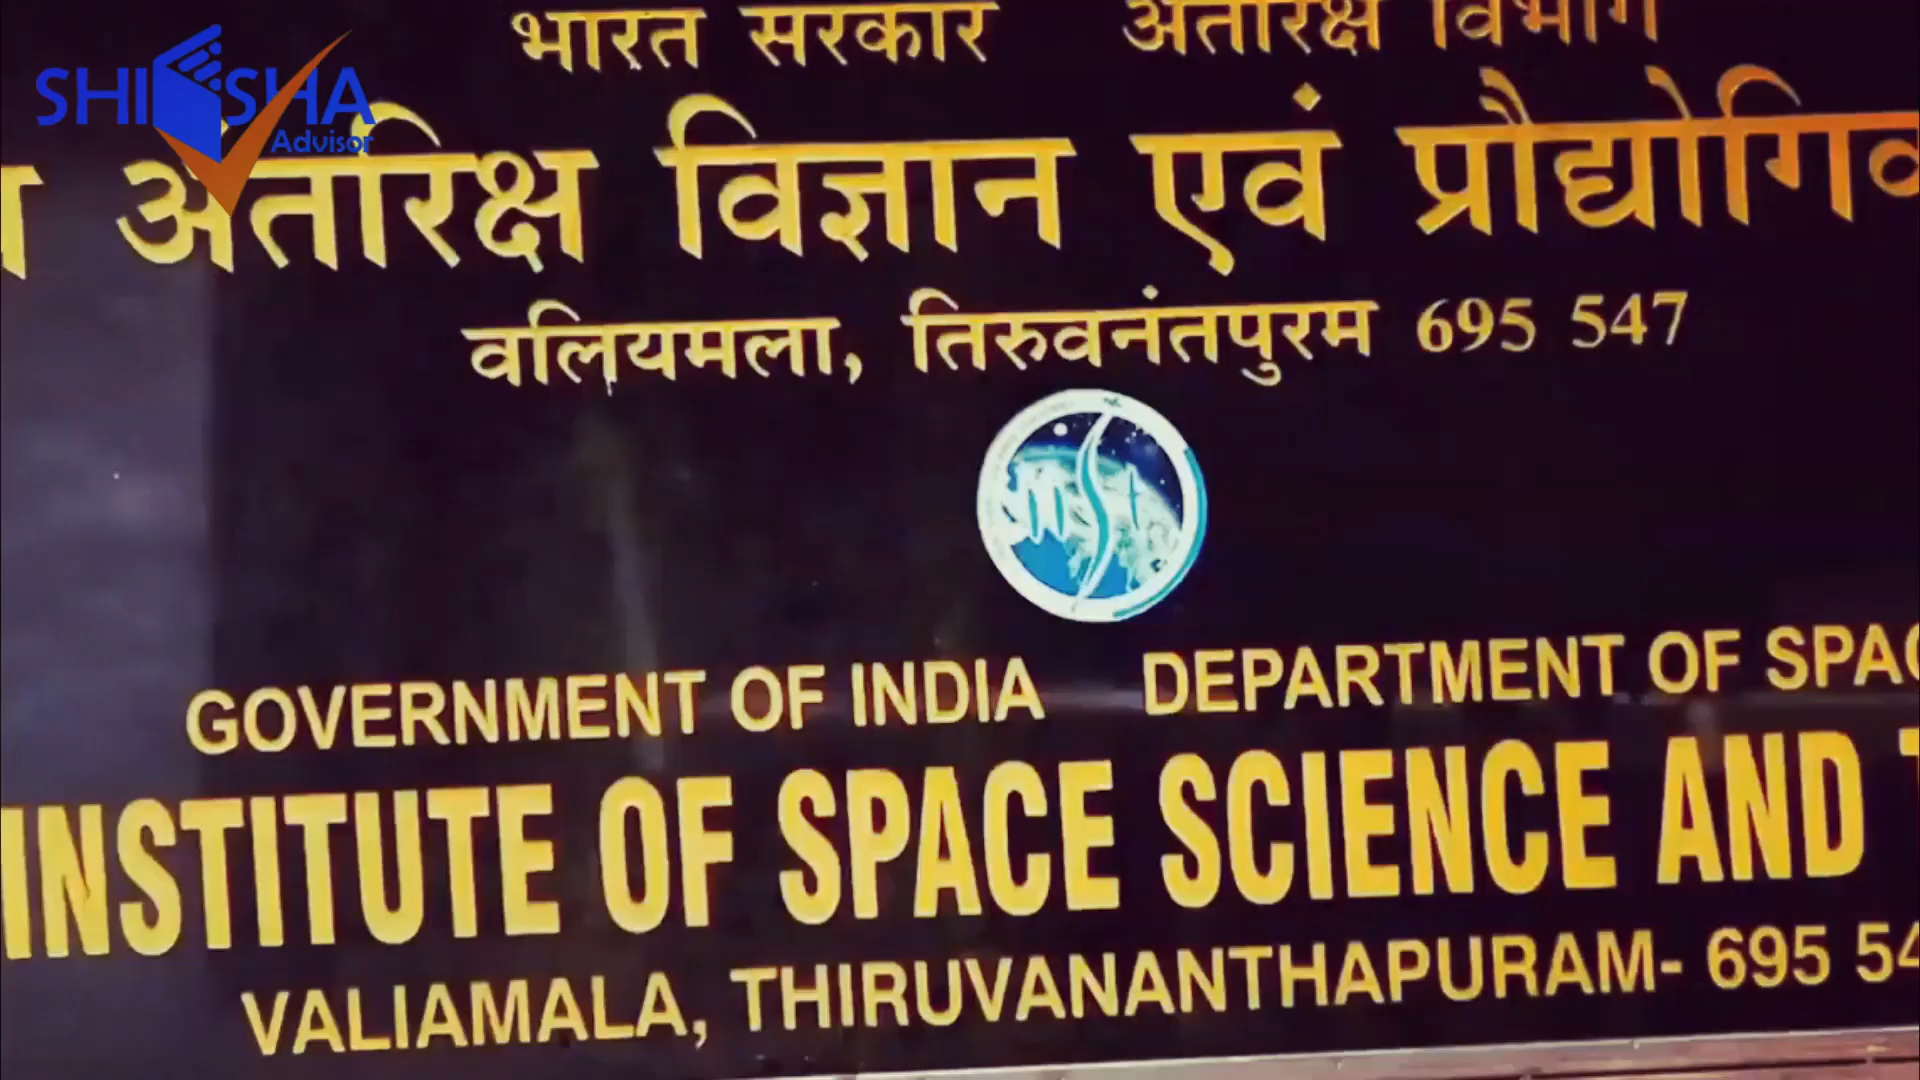 SHIKSHA
Advisor
भारत सरकार अंतरिक्ष विभाग
अंतरिक्ष विज्ञान एवं प्रौद्योगिक
वलियमला, तिरुवनंतपुरम 695 547
GOVERNMENT OF INDIA DEPARTMENT OF SPAC
INSTITUTE OF SPACE SCIENCE AND T
VALIAMALA, THIRUVANANTHAPURAM- 695 54